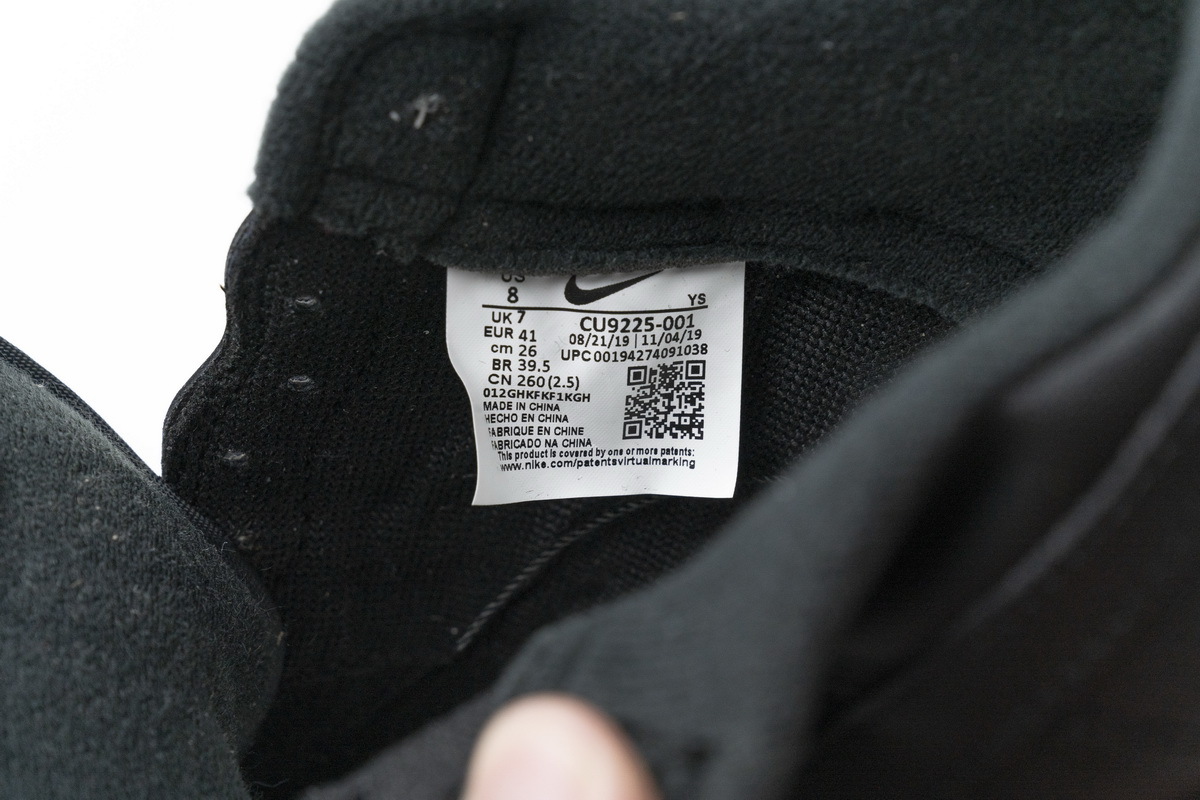 US
8
YS
UK 7
EUR 41
cm 26
BR 39.5
CN 260 (2.5)
CU9225-001
08/21/19 | 11/04/19
UPC 00194274091038
012GHKFKF1KGH
MADE IN CHINA
HECHO EN CHINA
FABRIQUE EN CHINE
FABRICADO NA CHINA
This product is covered by one or more patents:
www.nike.com/patentsvirtualmarking